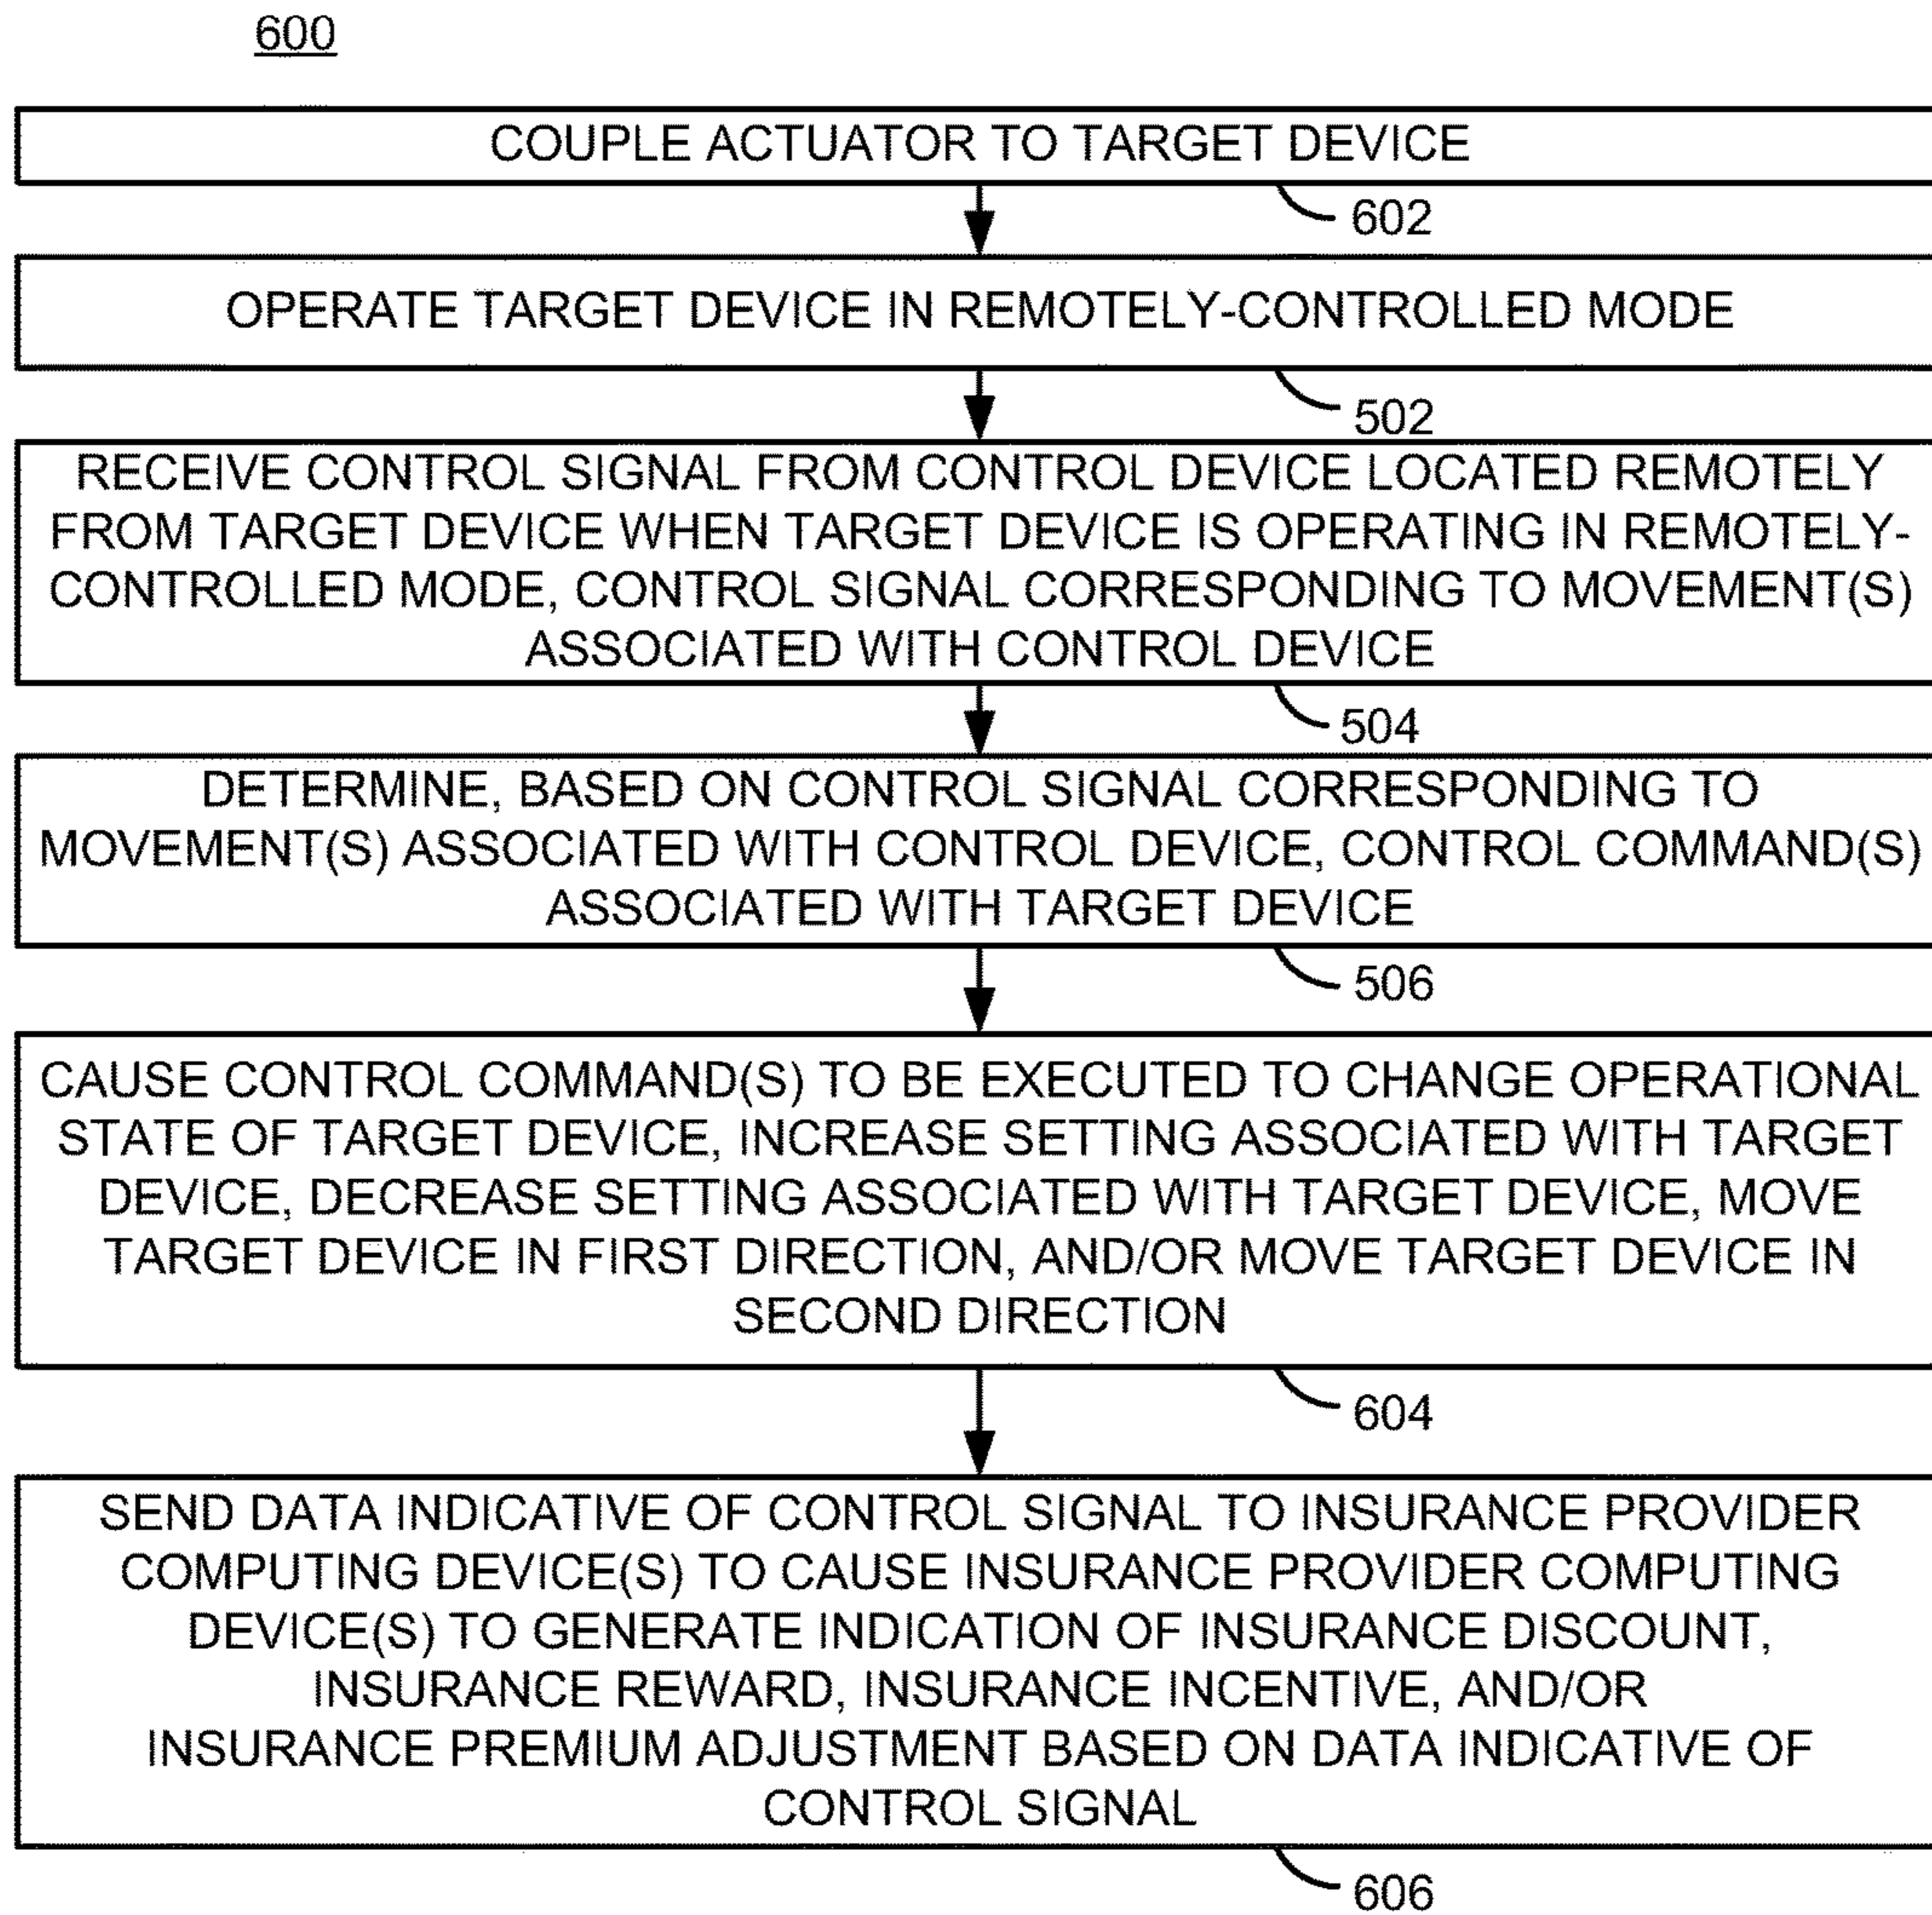 600
COUPLE ACTUATOR TO TARGET DEVICE
602
OPERATE TARGET DEVICE IN REMOTELY-CONTROLLED MODE
502
RECEIVE CONTROL SIGNAL FROM CONTROL DEVICE LOCATED REMOTELY
FROM TARGET DEVICE WHEN TARGET DEVICE IS OPERATING IN REMOTELY-
CONTROLLED MODE, CONTROL SIGNAL CORRESPONDING TO MOVEMENT(S)
ASSOCIATED WITH CONTROL DEVICE
504
DETERMINE, BASED ON CONTROL SIGNAL CORRESPONDING TO
MOVEMENT(S) ASSOCIATED WITH CONTROL DEVICE, CONTROL COMMAND(S)
ASSOCIATED WITH TARGET DEVICE
506
CAUSE CONTROL COMMAND(S) TO BE EXECUTED TO CHANGE OPERATIONAL
STATE OF TARGET DEVICE, INCREASE SETTING ASSOCIATED WITH TARGET
DEVICE, DECREASE SETTING ASSOCIATED WITH TARGET DEVICE, MOVE
TARGET DEVICE IN FIRST DIRECTION, AND/OR MOVE TARGET DEVICE IN
SECOND DIRECTION
604
SEND DATA INDICATIVE OF CONTROL SIGNAL TO INSURANCE PROVIDER
COMPUTING DEVICE(S) TO CAUSE INSURANCE PROVIDER COMPUTING
DEVICE(S) TO GENERATE INDICATION OF INSURANCE DISCOUNT,
INSURANCE REWARD, INSURANCE INCENTIVE, AND/OR
INSURANCE PREMIUM ADJUSTMENT BASED ON DATA INDICATIVE OF
CONTROL SIGNAL
606